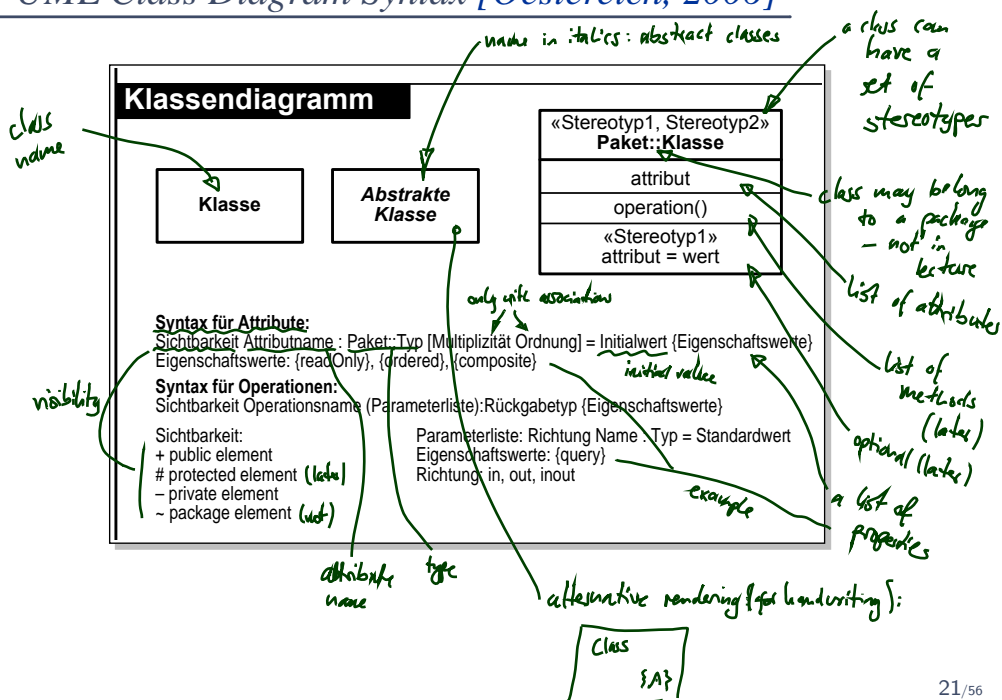 UML Class Diagram Syntax [Oestereich, 2006]
name in italics: abstract classes
a class can
have a
set of
stereotypes
Klassendiagramm
class
name
Klasse
Abstrakte
Klasse
«Stereotyp1, Stereotyp2»
Paket::Klasse
attribut
operation()
«Stereotyp1»
attribut = wert
class may belong
to a package
– not in
lecture
list of attributes
only with associations
Syntax für Attribute:
Sichtbarkeit Attributname : Paket::Typ [Multiplizität Ordnung] = Initialwert {Eigenschaftswerte}
Eigenschaftswerte: {readOnly}, {ordered}, {composite}
initial value
Syntax für Operationen:
Sichtbarkeit Operationsname (Parameterliste):Rückgabetyp {Eigenschaftswerte}
visibility
list of
methods
(later)
optional (later)
Sichtbarkeit:
+ public element
# protected element (later)
– private element
~ package element (not)
Parameterliste: Richtung Name : Typ = Standardwert
Eigenschaftswerte: {query}
Richtung: in, out, inout
example
a list of
properties
attribute
name
type
alternative rendering (for handwriting):
Class
{A}
21/56